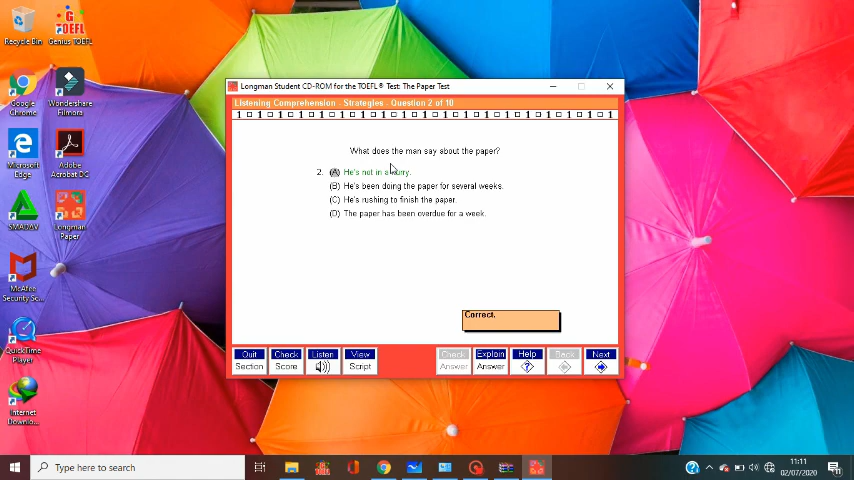 Recycle Bin
Genius TOEFL
G
TOEFL
Google Chrome
Wondershare Filmora
Microsoft Edge
Adobe Acrobat DC
SMADAV
Longman Paper
McAfee Security Sc...
QuickTime Player
Internet Downlo...
Longman Student CD-ROM for the TOEFL® Test: The Paper Test
Listening Comprehension - Strategies - Question 2 of 10
What does the man say about the paper?
2. (A) He's not in a hurry.
(B) He's been doing the paper for several weeks.
(C) He's rushing to finish the paper.
(D) The paper has been overdue for a week.
Correct.
Quit Section
Check Score
Listen
View Script
Check Answer
Explain Answer
Help
?
Back
Next
Type here to search
11:11
02/07/2020